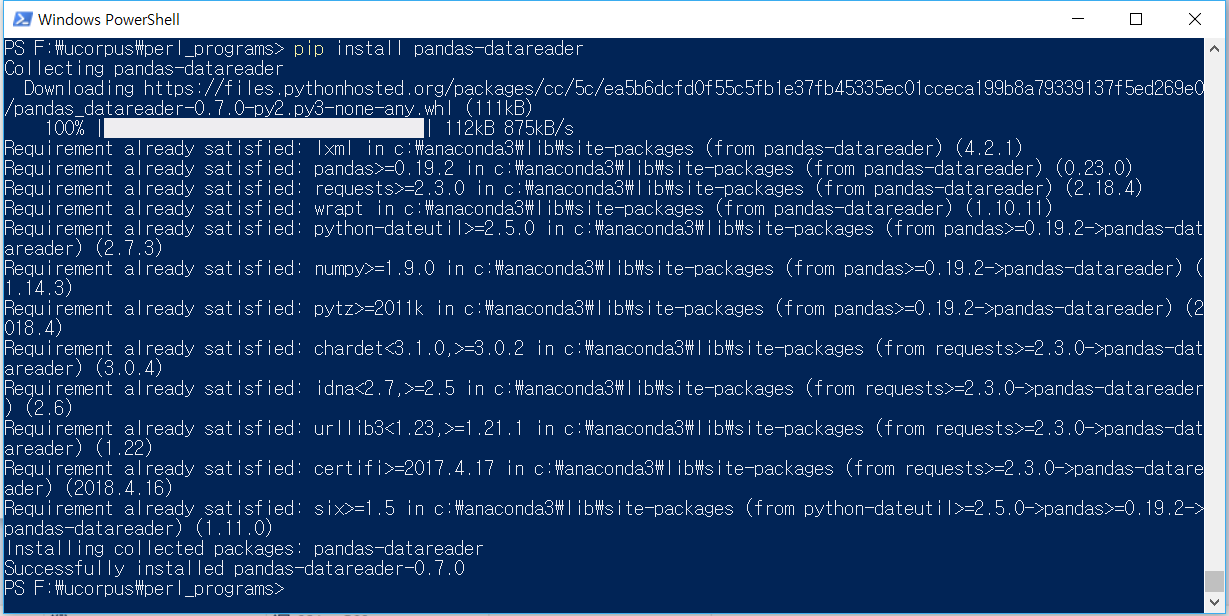 Windows PowerShell
PS F:₩ucorpus₩perl_programs> pip install pandas-datareader
Collecting pandas-datareader
  Downloading https://files.pythonhosted.org/packages/cc/5c/ea5b6dcfd0f55c5fb1e37fb45335ec01cceca199b8a79339137f5ed269e0
/pandas_datareader-0.7.0-py2.py3-none-any.whl (111kB)
    100% |████████████████████████████████| 112kB 875kB/s
Requirement already satisfied: lxml in c:₩anaconda3₩lib₩site-packages (from pandas-datareader) (4.2.1)
Requirement already satisfied: pandas>=0.19.2 in c:₩anaconda3₩lib₩site-packages (from pandas-datareader) (0.23.0)
Requirement already satisfied: requests>=2.3.0 in c:₩anaconda3₩lib₩site-packages (from pandas-datareader) (2.18.4)
Requirement already satisfied: wrapt in c:₩anaconda3₩lib₩site-packages (from pandas-datareader) (1.10.11)
Requirement already satisfied: python-dateutil>=2.5.0 in c:₩anaconda3₩lib₩site-packages (from pandas>=0.19.2->pandas-dat
areader) (2.7.3)
Requirement already satisfied: numpy>=1.9.0 in c:₩anaconda3₩lib₩site-packages (from pandas>=0.19.2->pandas-datareader) (
1.14.3)
Requirement already satisfied: pytz>=2011k in c:₩anaconda3₩lib₩site-packages (from pandas>=0.19.2->pandas-datareader) (2
018.4)
Requirement already satisfied: chardet<3.1.0,>=3.0.2 in c:₩anaconda3₩lib₩site-packages (from requests>=2.3.0->pandas-dat
areader) (3.0.4)
Requirement already satisfied: idna<2.7,>=2.5 in c:₩anaconda3₩lib₩site-packages (from requests>=2.3.0->pandas-datareader
) (2.6)
Requirement already satisfied: urllib3<1.23,>=1.21.1 in c:₩anaconda3₩lib₩site-packages (from requests>=2.3.0->pandas-dat
areader) (1.22)
Requirement already satisfied: certifi>=2017.4.17 in c:₩anaconda3₩lib₩site-packages (from requests>=2.3.0->pandas-datare
ader) (2018.4.16)
Requirement already satisfied: six>=1.5 in c:₩anaconda3₩lib₩site-packages (from python-dateutil>=2.5.0->pandas>=0.19.2->
pandas-datareader) (1.11.0)
Installing collected packages: pandas-datareader
Successfully installed pandas-datareader-0.7.0
PS F:₩ucorpus₩perl_programs>